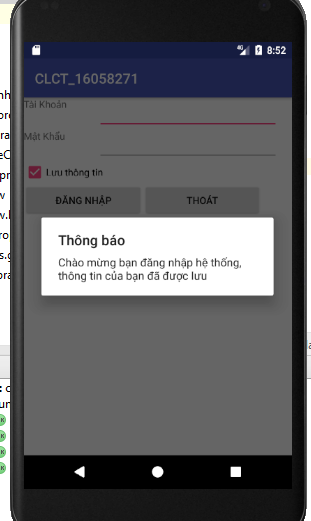 8:52
CLCT_16058271
Tài Khoản
Mật Khẩu
Lưu thông tin
ĐĂNG NHẬP THOÁT
Thông báo
Chào mừng bạn đăng nhập hệ thống,
thông tin của bạn đã được lưu